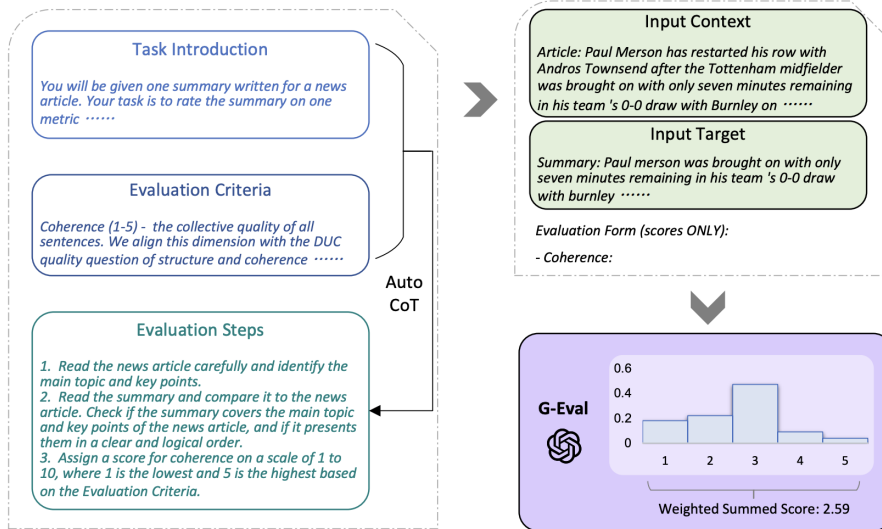 Task Introduction
You will be given one summary written for a news
article. Your task is to rate the summary on one
metric ……
Evaluation Criteria
Coherence (1-5) - the collective quality of all
sentences. We align this dimension with the DUC
quality question of structure and coherence ……
Auto
CoT
Evaluation Steps
1. Read the news article carefully and identify the
main topic and key points.
2. Read the summary and compare it to the news
article. Check if the summary covers the main topic
and key points of the news article, and if it presents
them in a clear and logical order.
3. Assign a score for coherence on a scale of 1 to
10, where 1 is the lowest and 5 is the highest based
on the Evaluation Criteria.
Input Context
Article: Paul Merson has restarted his row with
Andros Townsend after the Tottenham midfielder
was brought on with only seven minutes remaining
in his team 's 0-0 draw with Burnley on ……
Input Target
Summary: Paul merson was brought on with only
seven minutes remaining in his team 's 0-0 draw
with burnley ……
Evaluation Form (scores ONLY):
- Coherence:
G-Eval
0.6
0.4
0.2
0
1 2 3 4 5
Weighted Summed Score: 2.59